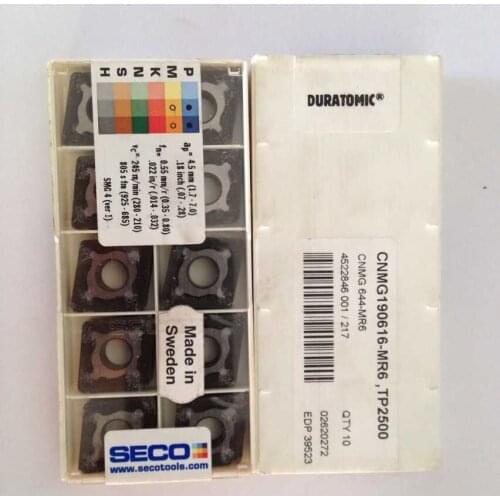 P M K N S H
ap = 4.5 mm (1.7 - 7.0)
.18 inch (.07 - .28)
fn= 0.55 mm/r (0.35 - 0.80)
.022 in/r (.014 - .032)
vc= 245 m/min (280 - 210)
805 s fm (925 - 685)
SMG 4 (ver 1)
Made in
Sweden
SECO
www.secotools.com
DURATOMIC®
CNMG190616-MR6 ,TP2500
CNMG 644-MR6
4522846 001 / 217
QTY 10
02620272
EDP 39523